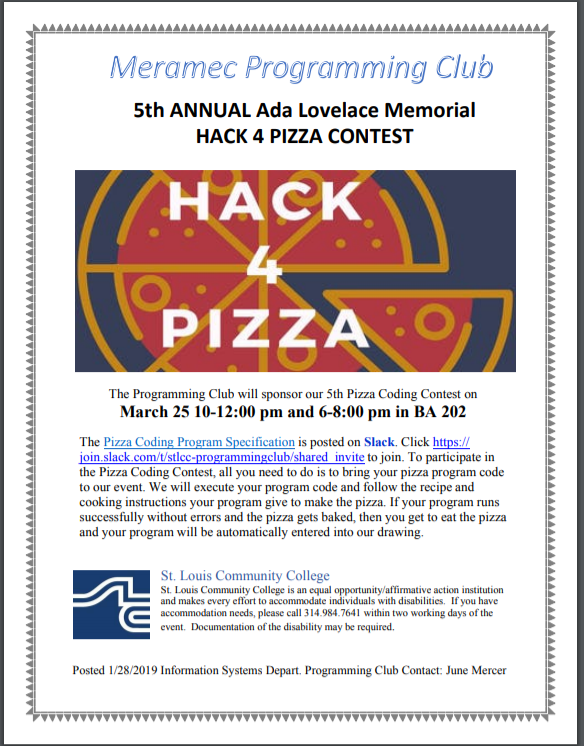 Meramec Programming Club
5th ANNUAL Ada Lovelace Memorial
HACK 4 PIZZA CONTEST
HACK
4
PIZZA
The Programming Club will sponsor our 5th Pizza Coding Contest on
March 25 10-12:00 pm and 6-8:00 pm in BA 202
The Pizza Coding Program Specification is posted on Slack. Click https://
join.slack.com/t/stlcc-programmingclub/shared_invite to join. To participate in
the Pizza Coding Contest, all you need to do is to bring your pizza program code
to our event. We will execute your program code and follow the recipe and
cooking instructions your program give to make the pizza. If your program runs
successfully without errors and the pizza gets baked, then you get to eat the pizza
and your program will be automatically entered into our drawing.
St. Louis Community College
St. Louis Community College is an equal opportunity/affirmative action institution
and makes every effort to accommodate individuals with disabilities. If you have
accommodation needs, please call 314.984.7641 within two working days of the
event. Documentation of the disability may be required.
Posted 1/28/2019 Information Systems Depart. Programming Club Contact: June Mercer